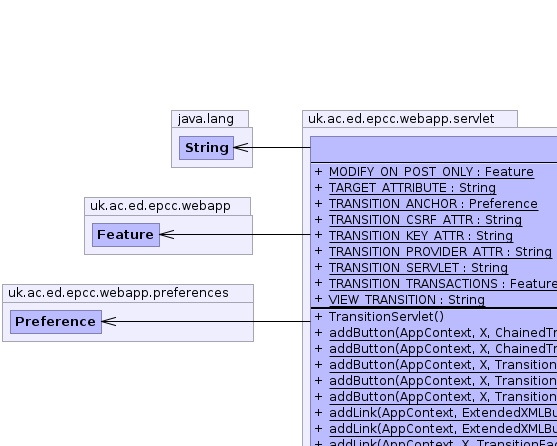 java.lang
String
uk.ac.ed.epcc.webapp
Feature
uk.ac.ed.epcc.webapp.preferences
Preference
uk.ac.ed.epcc.webapp.servlet
+ MODIFY_ON_POST_ONLY : Feature
+ TARGET_ATTRIBUTE : String
+ TRANSITION_ANCHOR : Preference
+ TRANSITION_CSRF_ATTR : String
+ TRANSITION_KEY_ATTR : String
+ TRANSITION_PROVIDER_ATTR : String
+ TRANSITION_SERVLET : String
+ TRANSITION_TRANSACTIONS : Feature
+ VIEW_TRANSITION : String
+ TransitionServlet()
+ addButton(AppContext, X, ChainedTr
+ addButton(AppContext, X, ChainedTr
+ addButton(AppContext, X, Transition
+ addButton(AppContext, X, Transition
+ addButton(AppContext, X, Transition
+ addLink(AppContext, ExtendedXMLBu
+ addLink(AppContext, ExtendedXMLBu
+ addLink(AppContext, X, TransitionFac